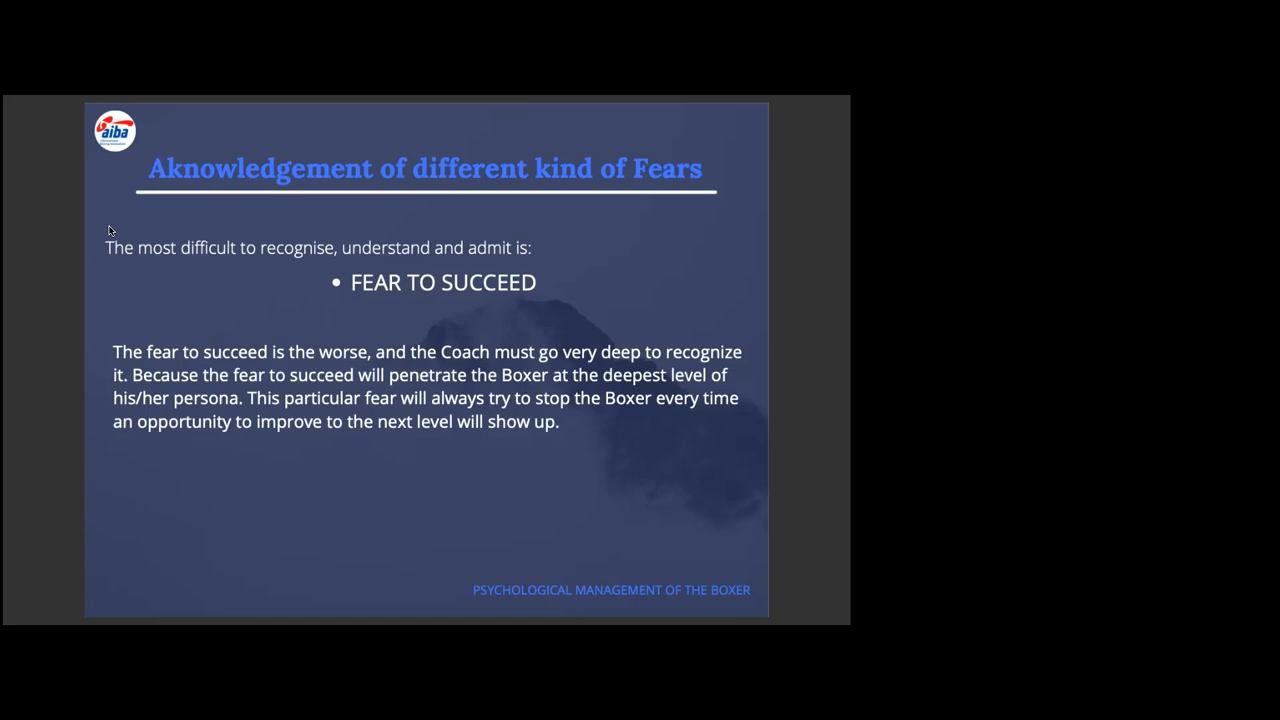 aiba
Aknowledgement of different kind of Fears
The most difficult to recognise, understand and admit is:
• FEAR TO SUCCEED
The fear to succeed is the worse, and the Coach must go very deep to recognize
it. Because the fear to succeed will penetrate the Boxer at the deepest level of
his/her persona. This particular fear will always try to stop the Boxer every time
an opportunity to improve to the next level will show up.
PSYCHOLOGICAL MANAGEMENT OF THE BOXER